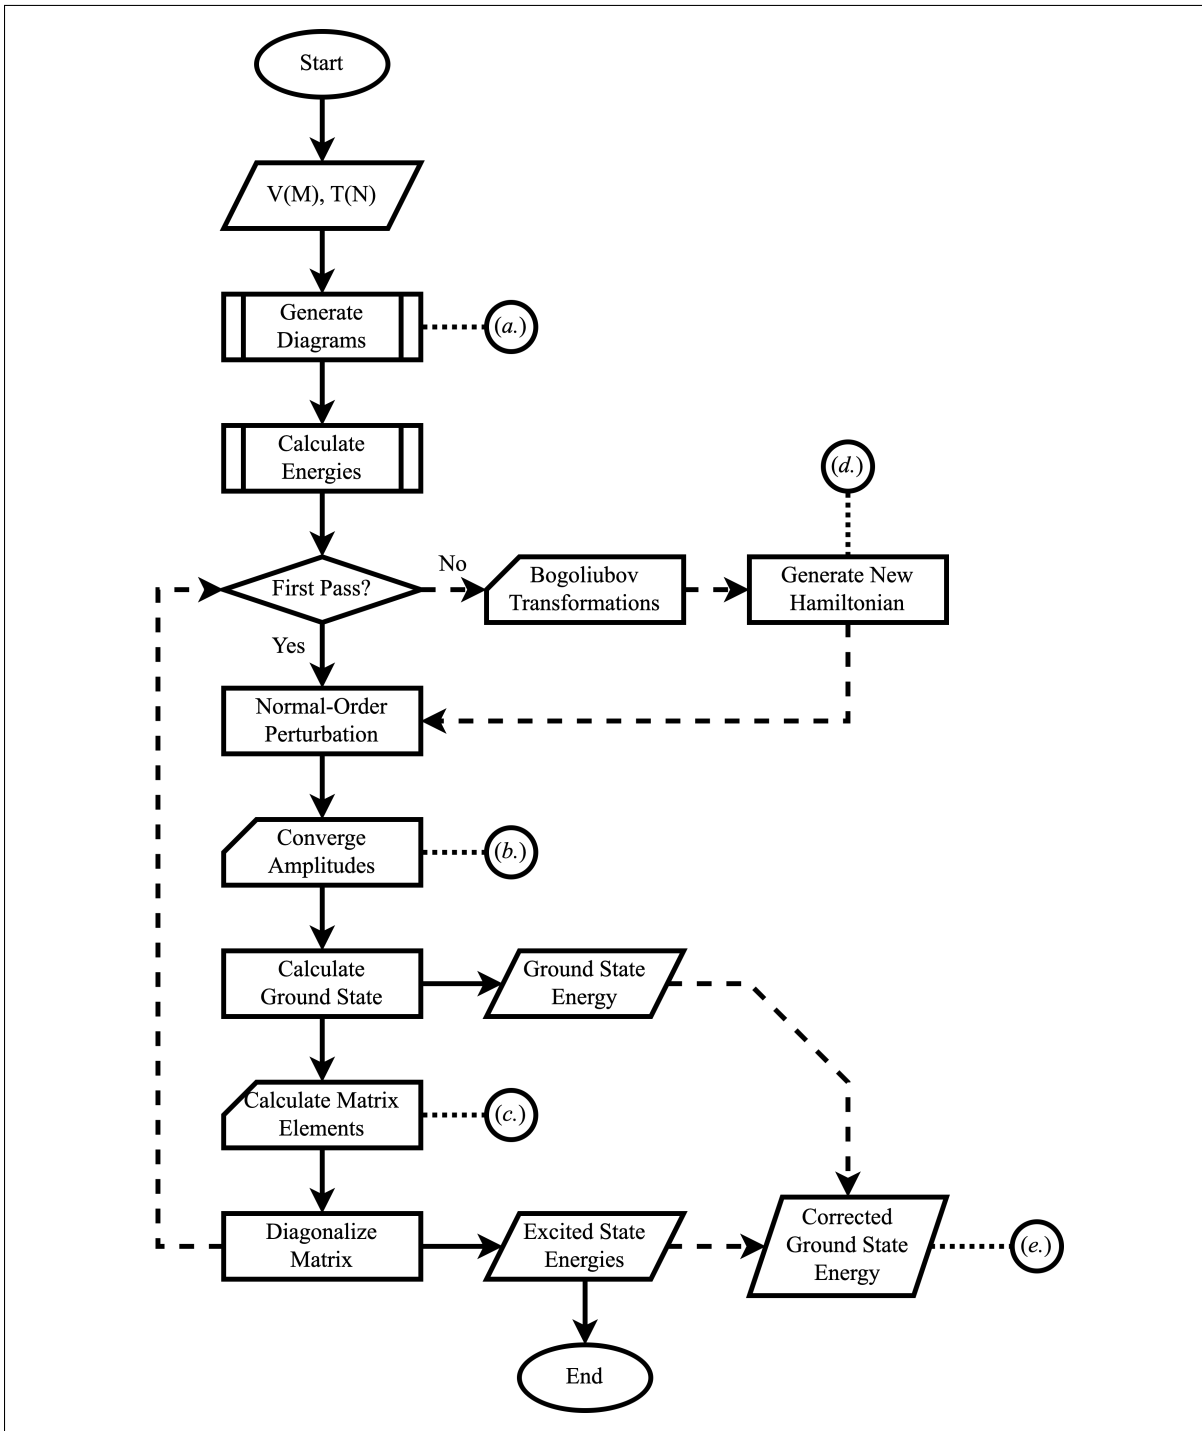 Start
V(M), T(N)
Generate
Diagrams
(a.)
Calculate
Energies
(d.)
First Pass?
No
Bogoliubov
Transformations
Generate New
Hamiltonian
Yes
Normal-Order
Perturbation
Converge
Amplitudes
(b.)
Calculate
Ground State
Ground State
Energy
Calculate Matrix
Elements
(c.)
Diagonalize
Matrix
Excited State
Energies
Corrected
Ground State
Energy
(e.)
End